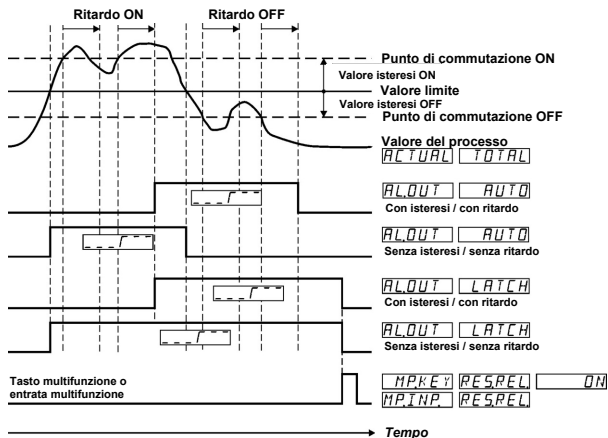 Ritardo ON Ritardo OFF
Punto di commutazione ON
Valore isteresi ON
Valore limite
Valore isteresi OFF
Punto di commutazione OFF
Valore del processo
ACTUAL TOTAL
AL.OUT AUTO
Con isteresi / con ritardo
AL.OUT AUTO
Senza isteresi / senza ritardo
AL.OUT LATCH
Con isteresi / con ritardo
AL.OUT LATCH
Senza isteresi / senza ritardo
Tasto multifunzione o
entrata multifunzione
MP.KEY RES.REL. ON
MP.INP. RES.REL.
Tempo